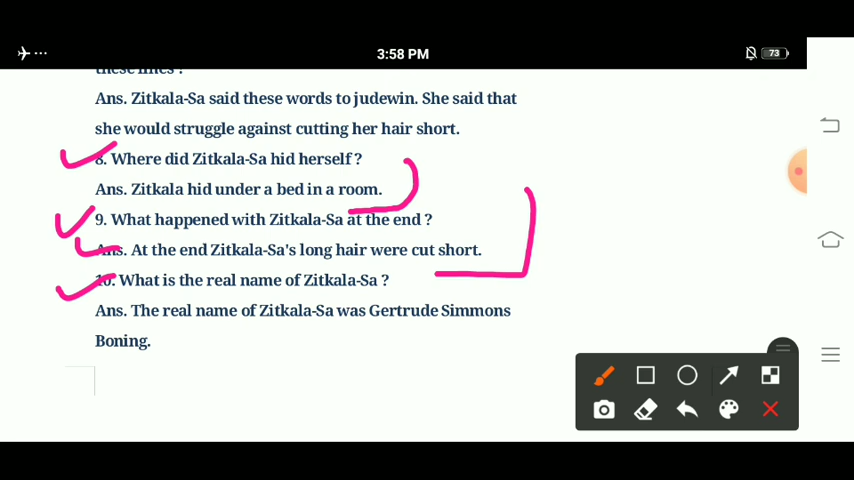 3:58 PM
73
these lines ?
Ans. Zitkala-Sa said these words to judewin. She said that
she would struggle against cutting her hair short.
8. Where did Zitkala-Sa hid herself ?
Ans. Zitkala hid under a bed in a room.
9. What happened with Zitkala-Sa at the end ?
Ans. At the end Zitkala-Sa's long hair were cut short.
10. What is the real name of Zitkala-Sa ?
Ans. The real name of Zitkala-Sa was Gertrude Simmons
Boning.